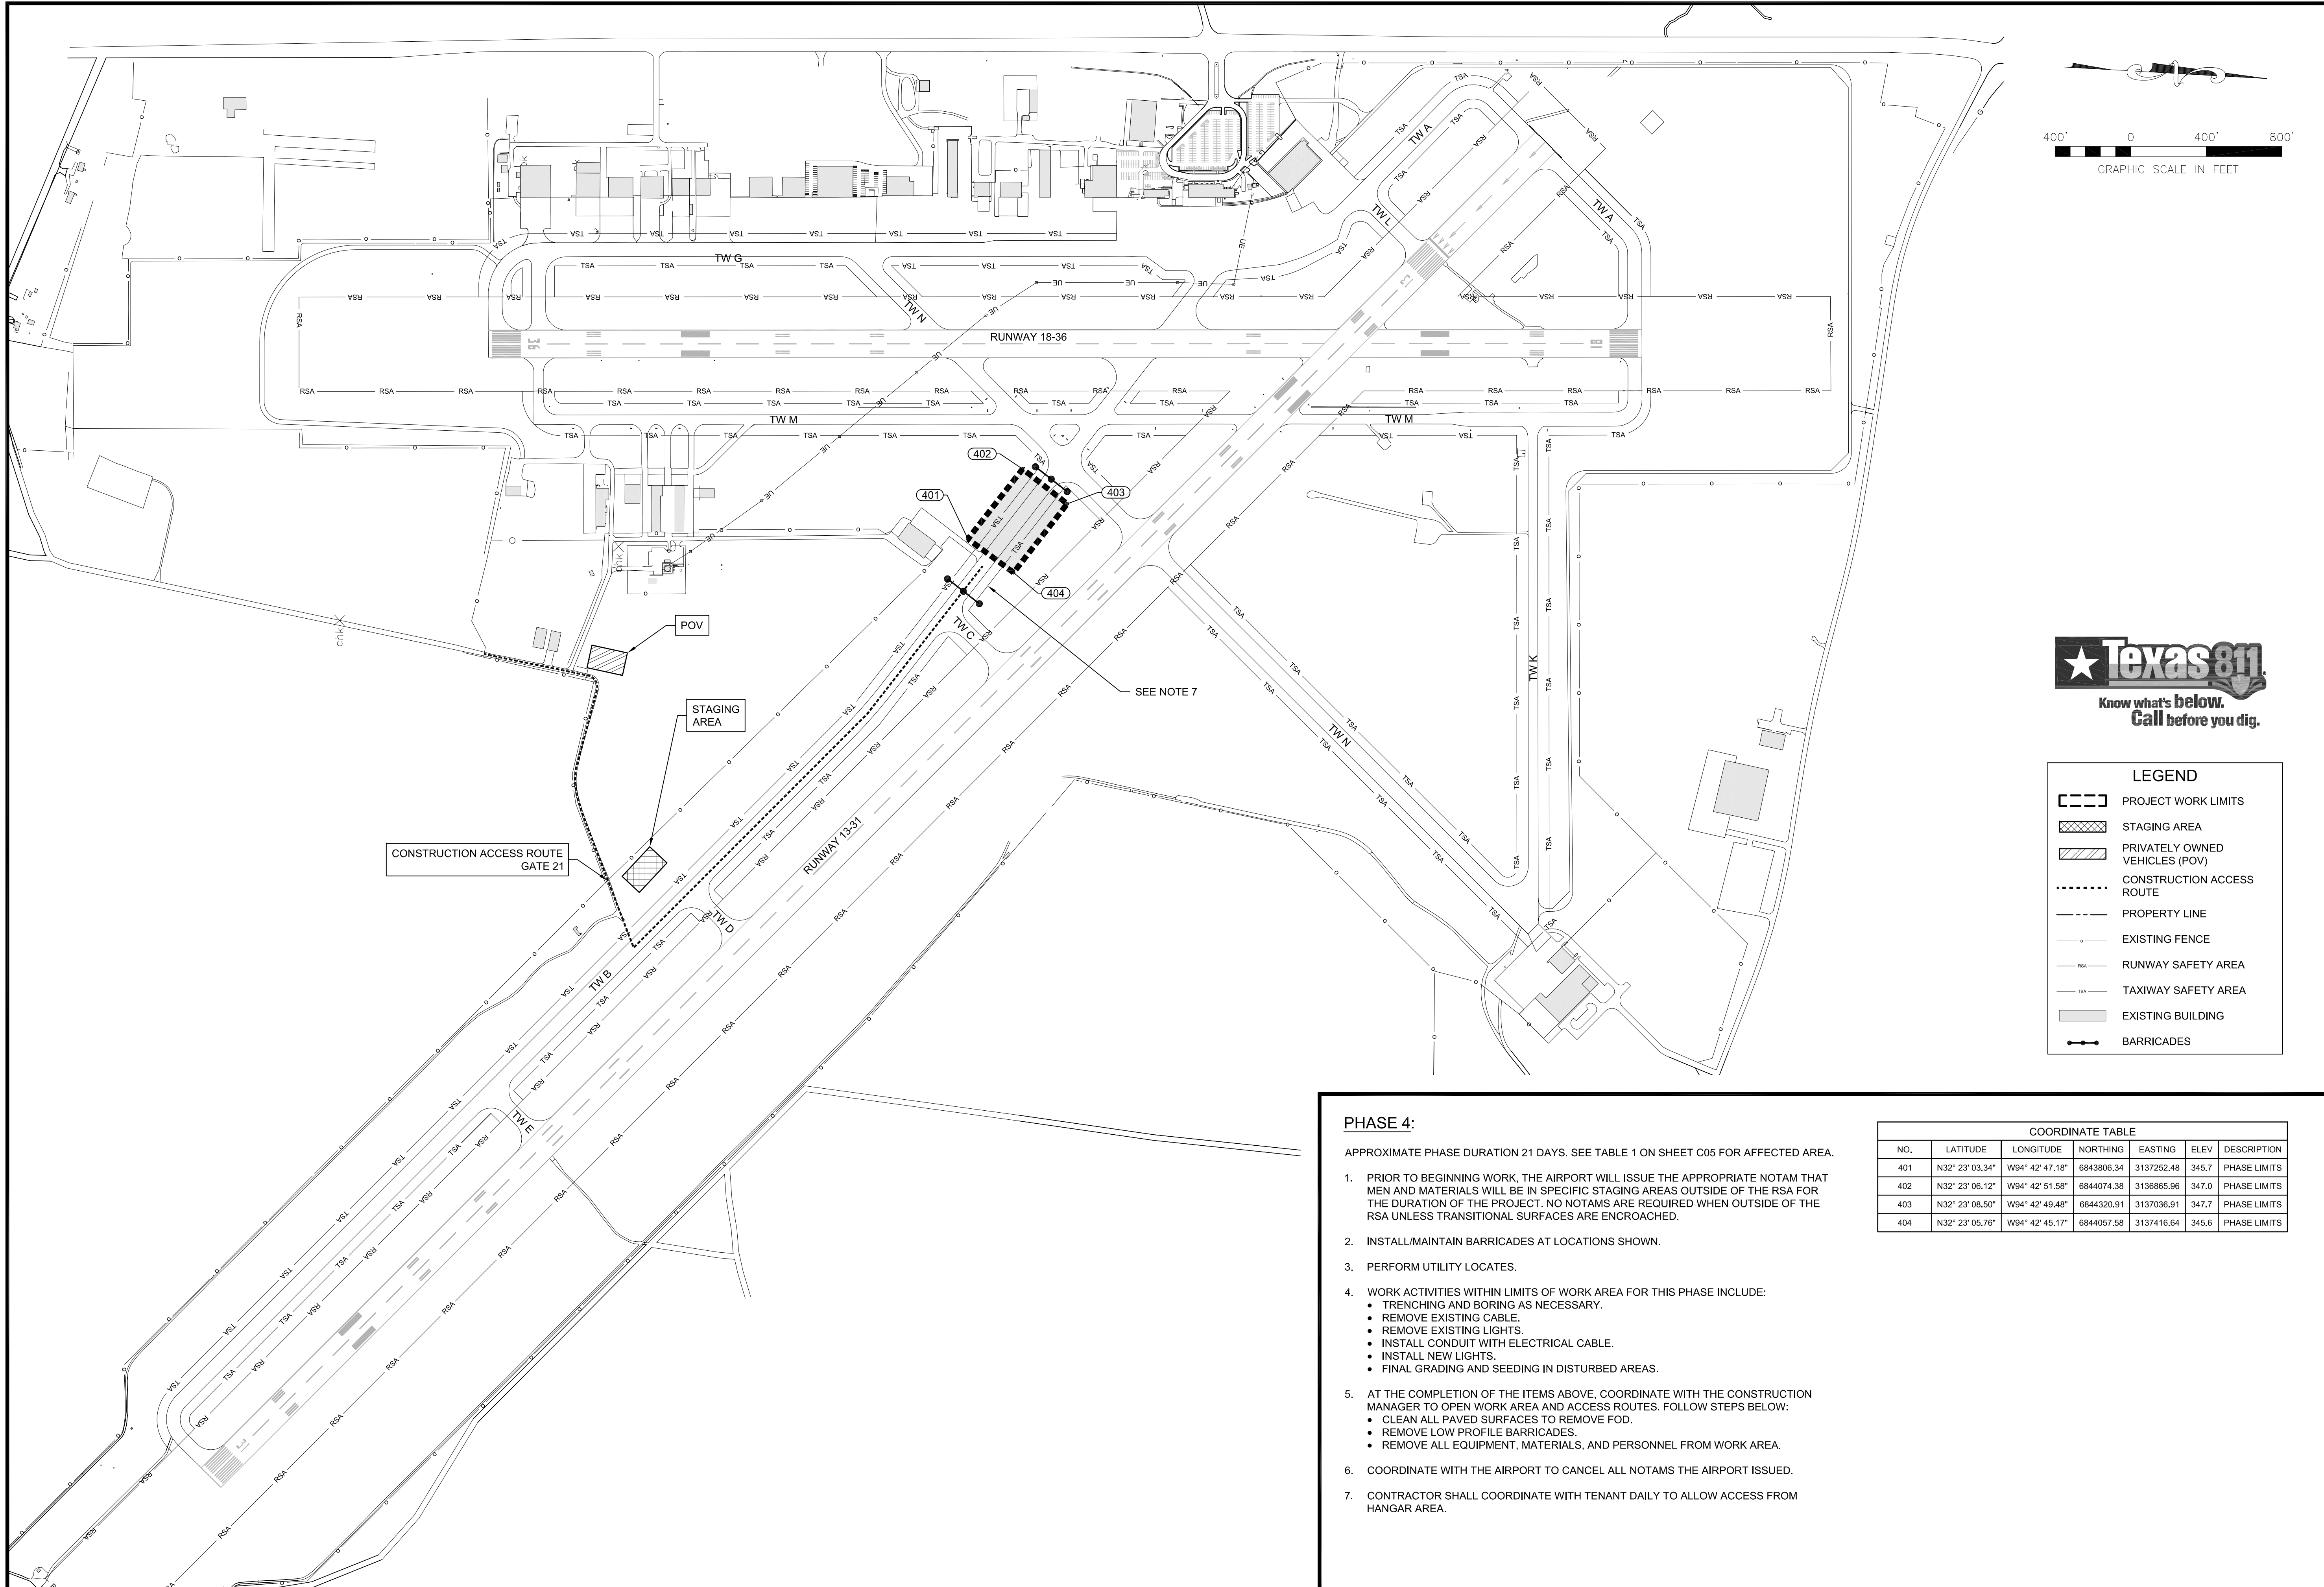 400' 0 400' 800'
GRAPHIC SCALE IN FEET
TW A
TW A
TW L
TW G
TW N
RUNWAY 18-36
TW M
TW M
402
401
403
404
TW C
POV
SEE NOTE 7
STAGING
AREA
TW K
TW N
CONSTRUCTION ACCESS ROUTE
GATE 21
RUNWAY 13-31
TW D
TW B
TW E
RSA
TSA
UE
chk
chk
Texas 811
Know what's below.
Call before you dig.
LEGEND
PROJECT WORK LIMITS
STAGING AREA
PRIVATELY OWNED
VEHICLES (POV)
CONSTRUCTION ACCESS
ROUTE
PROPERTY LINE
EXISTING FENCE
RSA RUNWAY SAFETY AREA
TSA TAXIWAY SAFETY AREA
EXISTING BUILDING
BARRICADES
PHASE 4:
APPROXIMATE PHASE DURATION 21 DAYS. SEE TABLE 1 ON SHEET C05 FOR AFFECTED AREA.
1. PRIOR TO BEGINNING WORK, THE AIRPORT WILL ISSUE THE APPROPRIATE NOTAM THAT
MEN AND MATERIALS WILL BE IN SPECIFIC STAGING AREAS OUTSIDE OF THE RSA FOR
THE DURATION OF THE PROJECT. NO NOTAMS ARE REQUIRED WHEN OUTSIDE OF THE
RSA UNLESS TRANSITIONAL SURFACES ARE ENCROACHED.
2. INSTALL/MAINTAIN BARRICADES AT LOCATIONS SHOWN.
3. PERFORM UTILITY LOCATES.
4. WORK ACTIVITIES WITHIN LIMITS OF WORK AREA FOR THIS PHASE INCLUDE:
• TRENCHING AND BORING AS NECESSARY.
• REMOVE EXISTING CABLE.
• REMOVE EXISTING LIGHTS.
• INSTALL CONDUIT WITH ELECTRICAL CABLE.
• INSTALL NEW LIGHTS.
• FINAL GRADING AND SEEDING IN DISTURBED AREAS.
5. AT THE COMPLETION OF THE ITEMS ABOVE, COORDINATE WITH THE CONSTRUCTION
MANAGER TO OPEN WORK AREA AND ACCESS ROUTES. FOLLOW STEPS BELOW:
• CLEAN ALL PAVED SURFACES TO REMOVE FOD.
• REMOVE LOW PROFILE BARRICADES.
• REMOVE ALL EQUIPMENT, MATERIALS, AND PERSONNEL FROM WORK AREA.
6. COORDINATE WITH THE AIRPORT TO CANCEL ALL NOTAMS THE AIRPORT ISSUED.
7. CONTRACTOR SHALL COORDINATE WITH TENANT DAILY TO ALLOW ACCESS FROM
HANGAR AREA.
COORDINATE TABLE
NO. LATITUDE LONGITUDE NORTHING EASTING ELEV DESCRIPTION
401 N32° 23' 03.34" W94° 42' 47.18" 6843806.34 3137252.48 345.7 PHASE LIMITS
402 N32° 23' 06.12" W94° 42' 51.58" 6844074.38 3136865.96 347.0 PHASE LIMITS
403 N32° 23' 08.50" W94° 42' 49.48" 6844320.91 3137036.91 347.7 PHASE LIMITS
404 N32° 23' 05.76" W94° 42' 45.17" 6844057.58 3137416.64 345.6 PHASE LIMITS